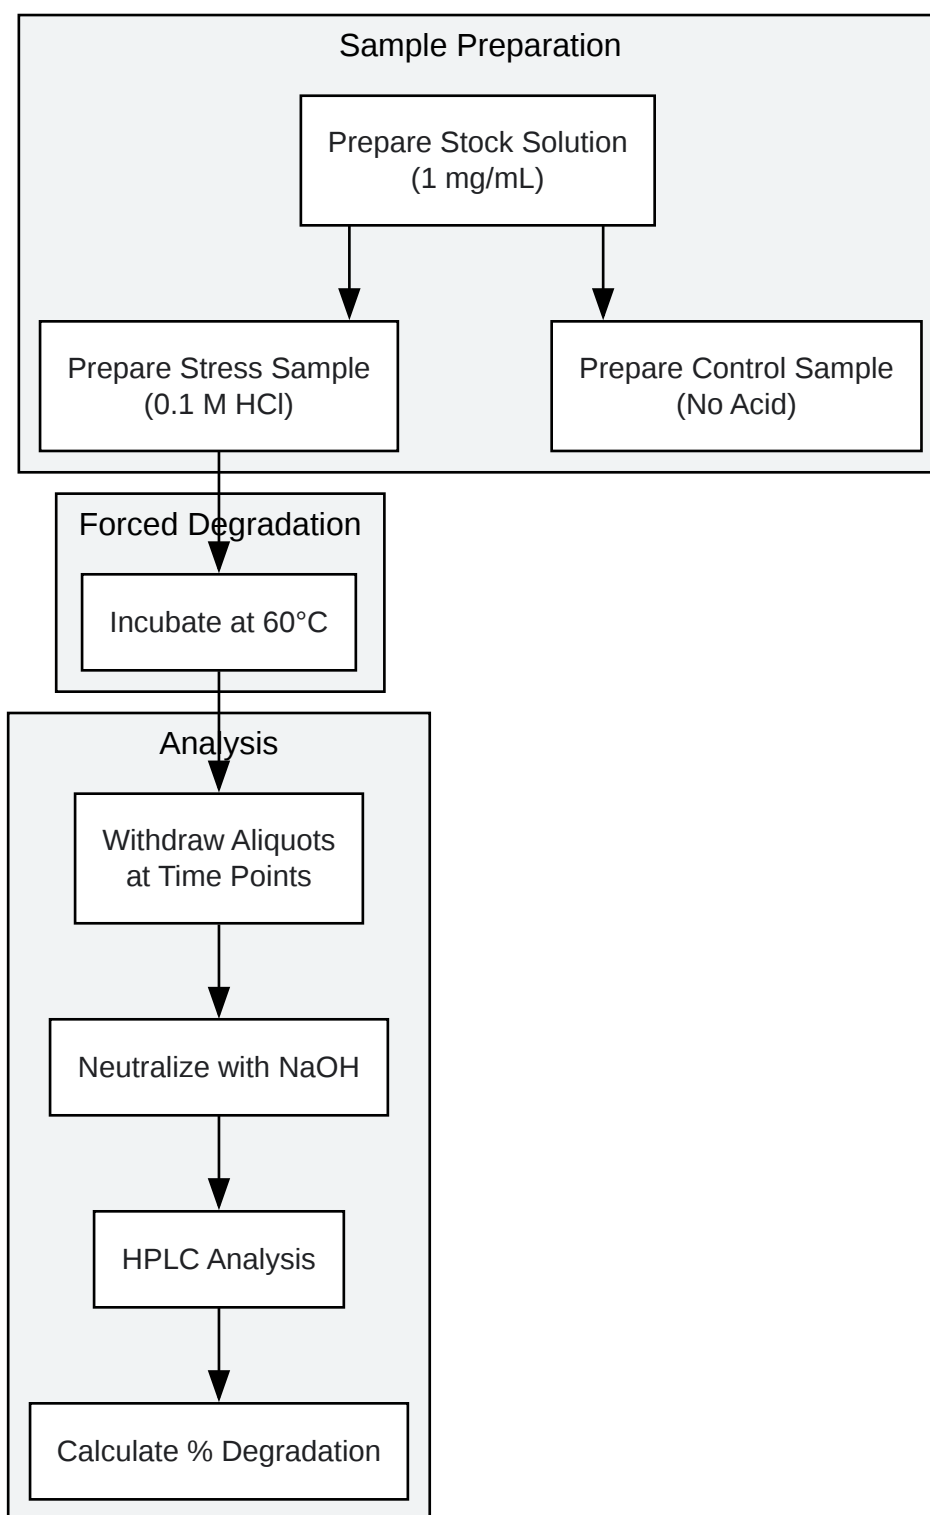 Sample Preparation
Prepare Stock Solution
(1 mg/mL)
Prepare Stress Sample
(0.1 M HCl)
Prepare Control Sample
(No Acid)
Forced Degradation
Incubate at 60°C
Analysis
Withdraw Aliquots
at Time Points
Neutralize with NaOH
HPLC Analysis
Calculate % Degradation